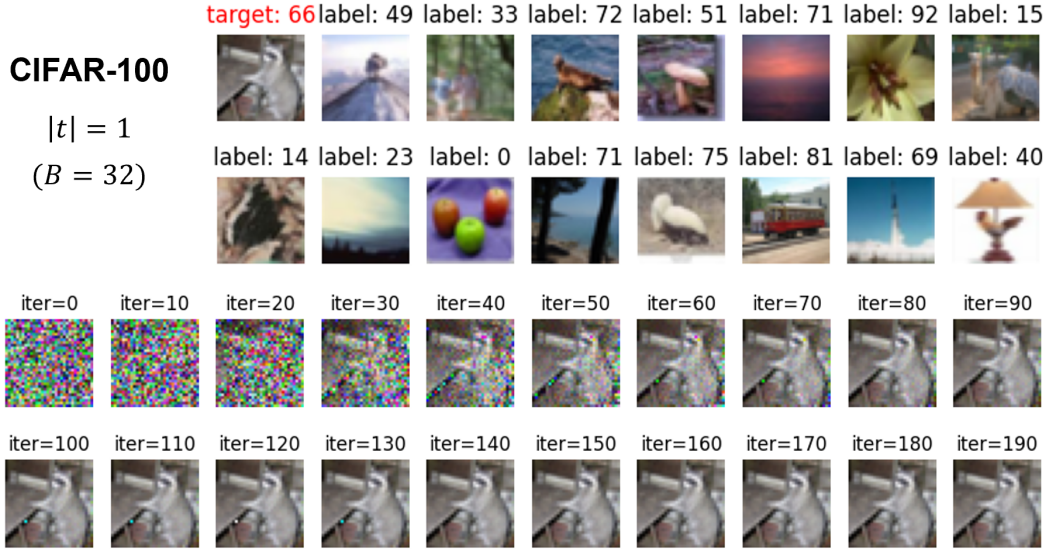 target: 66 label: 49 label: 33 label: 72 label: 51 label: 71 label: 92 label: 15
CIFAR-100
|t| = 1
(B = 32)
label: 14 label: 23 label: 0 label: 71 label: 75 label: 81 label: 69 label: 40
iter=0 iter=10 iter=20 iter=30 iter=40 iter=50 iter=60 iter=70 iter=80 iter=90
iter=100 iter=110 iter=120 iter=130 iter=140 iter=150 iter=160 iter=170 iter=180 iter=190